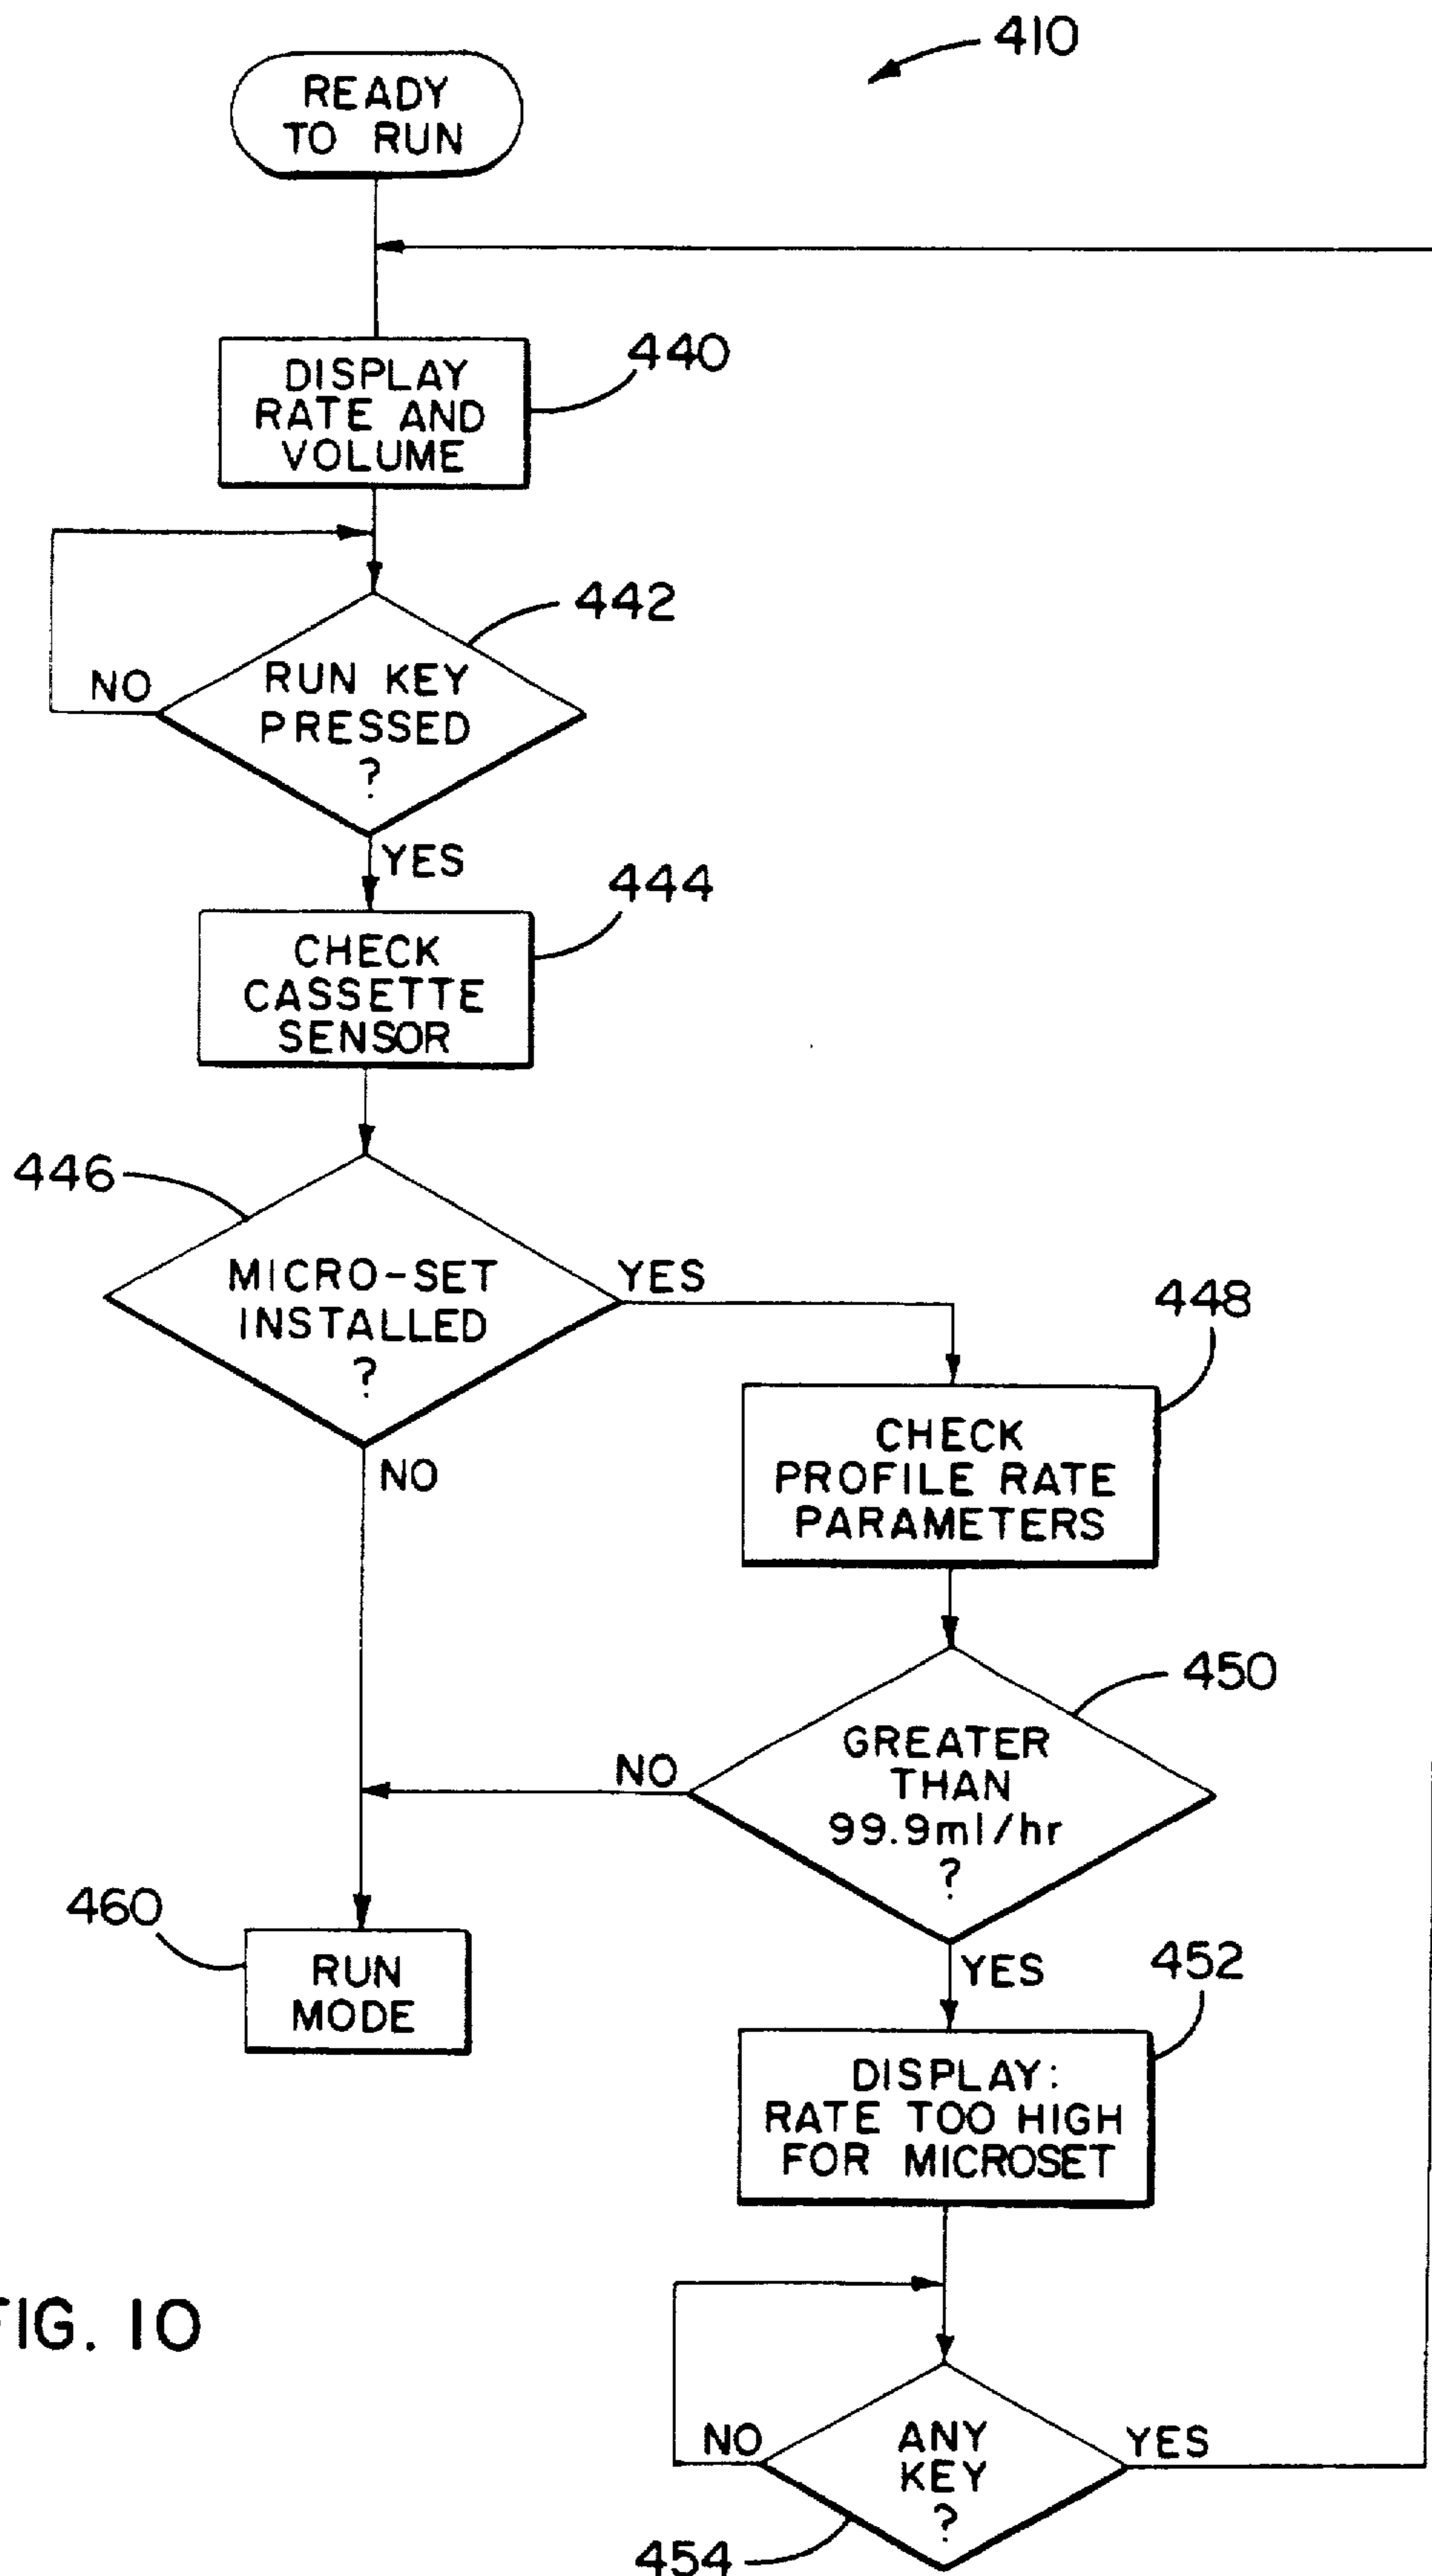 410
READY
TO RUN
DISPLAY
RATE AND
VOLUME
440
442
RUN KEY
PRESSED
?
NO
YES
444
CHECK
CASSETTE
SENSOR
446
MICRO-SET
INSTALLED
?
YES
NO
448
CHECK
PROFILE RATE
PARAMETERS
450
GREATER
THAN
99.9ml/hr
?
NO
YES
460
RUN
MODE
452
DISPLAY:
RATE TOO HIGH
FOR MICROSET
FIG. 10
NO
ANY
KEY
?
YES
454